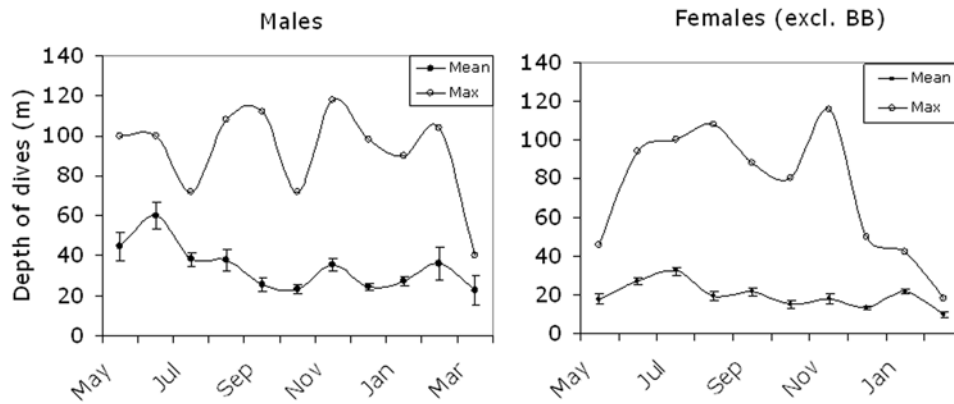 Males
Depth of dives (m)
140
120
100
80
60
40
20
0
Mean
Max
May
Jul
Sep
Nov
Jan
Mar
Females (excl. BB)
140
120
100
80
60
40
20
0
Mean
Max
May
Jul
Sep
Nov
Jan